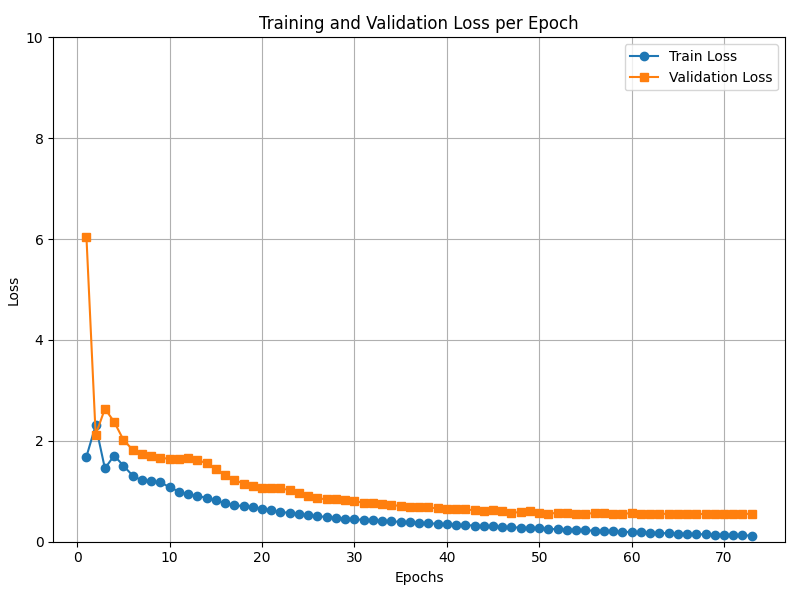 Training and Validation Loss per Epoch
Train Loss
Validation Loss
10
8
6
4
2
0
Loss
0 10 20 30 40 50 60 70
Epochs